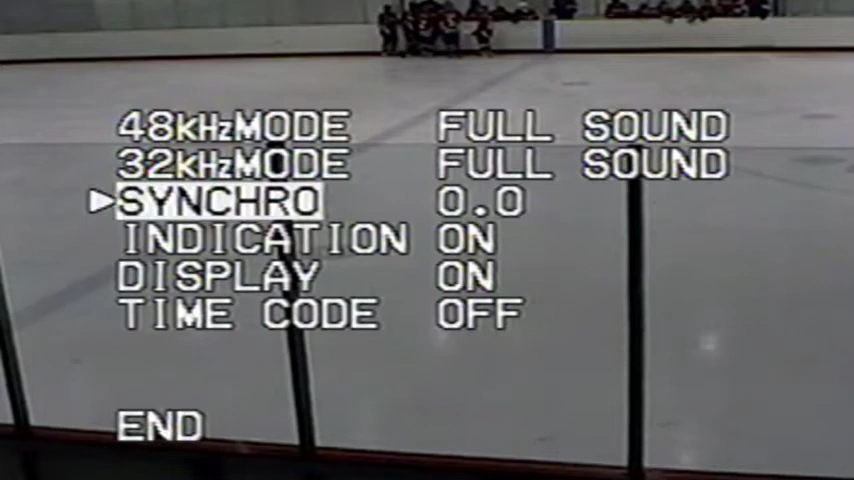 48kHzMODE FULL SOUND
32kHzMODE FULL SOUND
SYNCHRO 0.0
INDICATION ON
DISPLAY ON
TIME CODE OFF
END